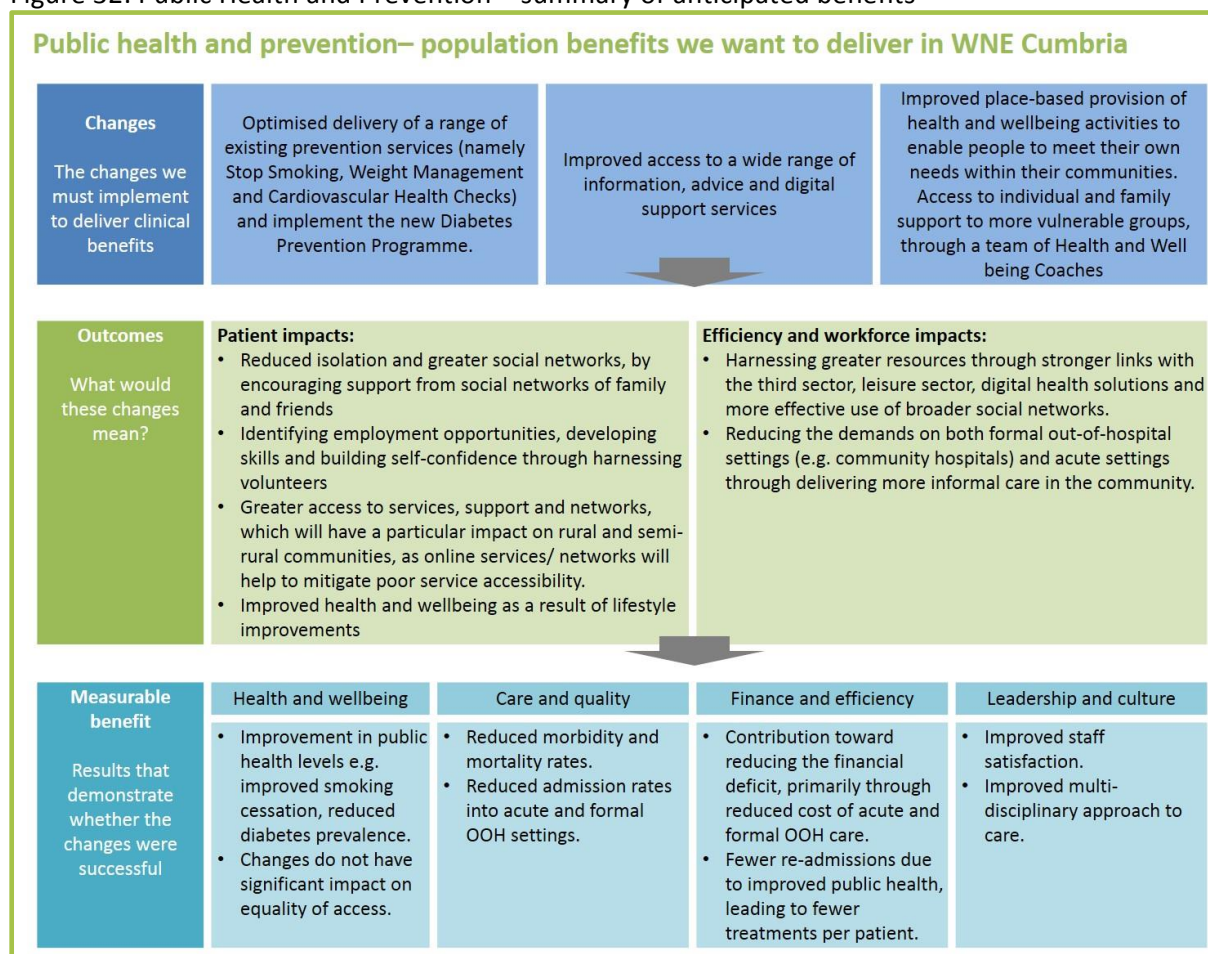 Figure 32: Public Health and Prevention – summary of anticipated benefits
Public health and prevention– population benefits we want to deliver in WNE Cumbria
Changes
The changes we
must implement
to deliver clinical
benefits
Optimised delivery of a range of
existing prevention services (namely
Stop Smoking, Weight Management
and Cardiovascular Health Checks)
and implement the new Diabetes
Prevention Programme.
Improved access to a wide range of
information, advice and digital
support services
Improved place-based provision of
health and wellbeing activities to
enable people to meet their own
needs within their communities.
Access to individual and family
support to more vulnerable groups,
through a team of Health and Well
being Coaches
Outcomes
What would
these changes
mean?
Patient impacts:
• Reduced isolation and greater social networks, by
encouraging support from social networks of family
and friends
• Identifying employment opportunities, developing
skills and building self-confidence through harnessing
volunteers
• Greater access to services, support and networks,
which will have a particular impact on rural and semi-
rural communities, as online services/ networks will
help to mitigate poor service accessibility.
• Improved health and wellbeing as a result of lifestyle
improvements
Efficiency and workforce impacts:
• Harnessing greater resources through stronger links with
the third sector, leisure sector, digital health solutions and
more effective use of broader social networks.
• Reducing the demands on both formal out-of-hospital
settings (e.g. community hospitals) and acute settings
through delivering more informal care in the community.
Measurable
benefit
Results that
demonstrate
whether the
changes were
successful
Health and wellbeing
• Improvement in public
health levels e.g.
improved smoking
cessation, reduced
diabetes prevalence.
• Changes do not have
significant impact on
equality of access.
Care and quality
• Reduced morbidity and
mortality rates.
• Reduced admission rates
into acute and formal
OOH settings.
Finance and efficiency
• Contribution toward
reducing the financial
deficit, primarily through
reduced cost of acute and
formal OOH care.
• Fewer re-admissions due
to improved public health,
leading to fewer
treatments per patient.
Leadership and culture
• Improved staff
satisfaction.
• Improved multi-
disciplinary approach to
care.